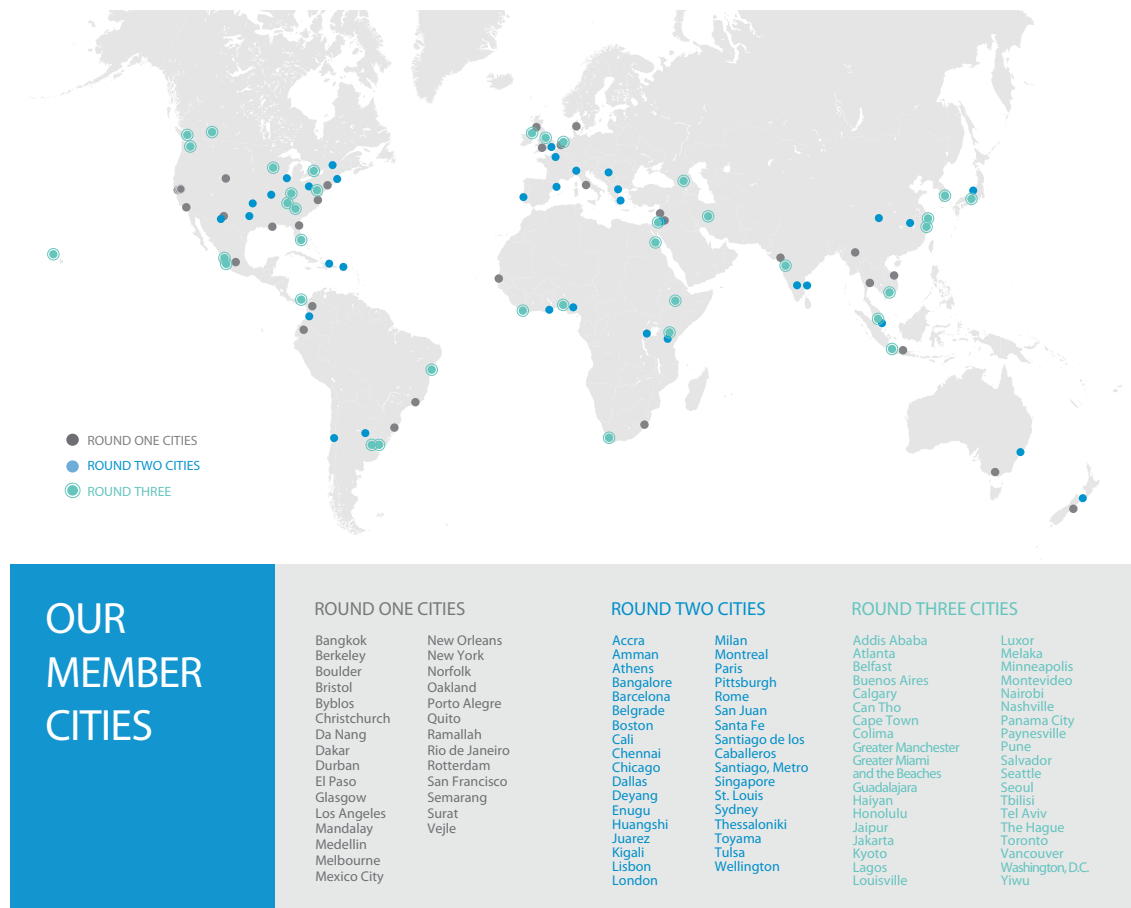 ROUND ONE CITIES
ROUND TWO CITIES
ROUND THREE
OUR
MEMBER
CITIES
ROUND ONE CITIES
Bangkok
Berkeley
Boulder
Bristol
Byblos
Christchurch
Da Nang
Dakar
Durban
El Paso
Glasgow
Los Angeles
Mandalay
Medellin
Melbourne
Mexico City
New Orleans
New York
Norfolk
Oakland
Porto Alegre
Quito
Ramallah
Rio de Janeiro
Rotterdam
San Francisco
Semarang
Surat
Vejle
ROUND TWO CITIES
Accra
Amman
Athens
Bangalore
Barcelona
Belgrade
Boston
Cali
Chennai
Chicago
Dallas
Deyang
Enugu
Huangshi
Juarez
Kigali
Lisbon
London
Milan
Montreal
Paris
Pittsburgh
Rome
San Juan
Santa Fe
Santiago de los
Caballeros
Santiago, Metro
Singapore
St. Louis
Sydney
Thessaloniki
Toyama
Tulsa
Wellington
ROUND THREE CITIES
Addis Ababa
Atlanta
Belfast
Buenos Aires
Calgary
Can Tho
Cape Town
Colima
Greater Manchester
Greater Miami
and the Beaches
Guadalajara
Haiyan
Honolulu
Jaipur
Jakarta
Kyoto
Lagos
Louisville
Luxor
Melaka
Minneapolis
Montevideo
Nairobi
Nashville
Panama City
Paynesville
Pune
Salvador
Seattle
Seoul
Tbilisi
Tel Aviv
The Hague
Toronto
Vancouver
Washington, D.C.
Yiwu